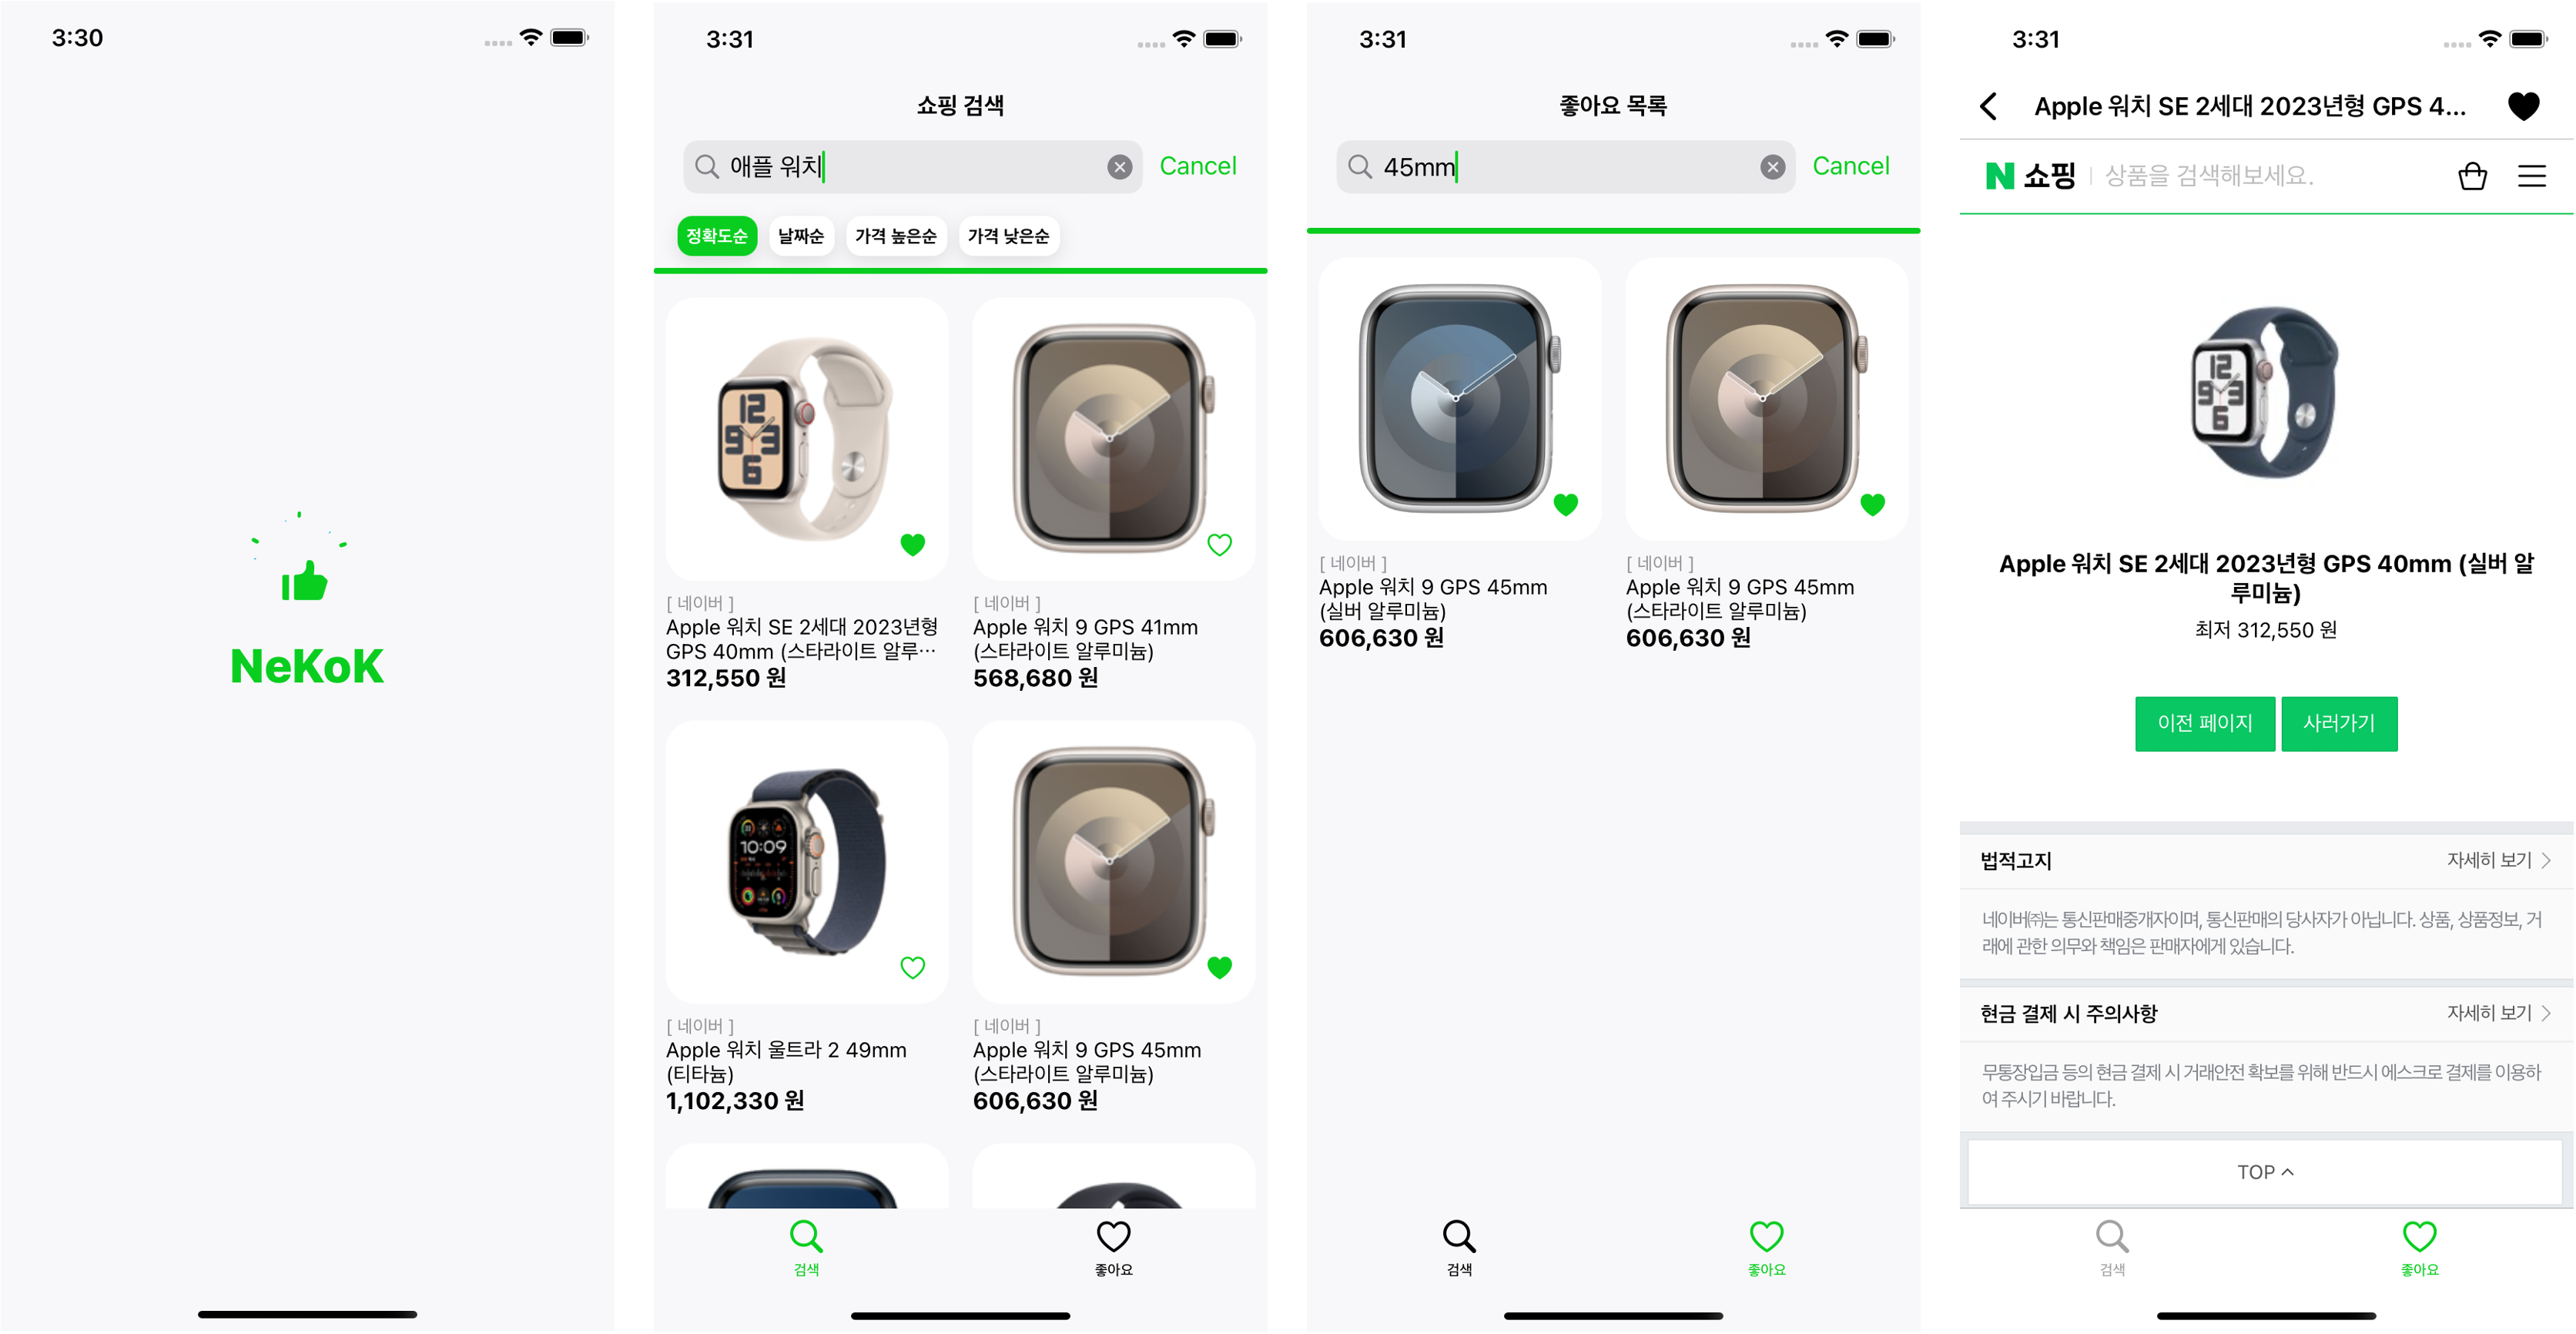 3:30
NeKoK
3:31
쇼핑 검색
애플 워치
Cancel
정확도순 날짜순 가격 높은순 가격 낮은순
[ 네이버 ]
Apple 워치 SE 2세대 2023년형
GPS 40mm (스타라이트 알루…
312,550 원
[ 네이버 ]
Apple 워치 9 GPS 41mm
(스타라이트 알루미늄)
568,680 원
[ 네이버 ]
Apple 워치 울트라 2 49mm
(티타늄)
1,102,330 원
[ 네이버 ]
Apple 워치 9 GPS 45mm
(스타라이트 알루미늄)
606,630 원
검색
좋아요
3:31
좋아요 목록
45mm
Cancel
[ 네이버 ]
Apple 워치 9 GPS 45mm
(실버 알루미늄)
606,630 원
[ 네이버 ]
Apple 워치 9 GPS 45mm
(스타라이트 알루미늄)
606,630 원
검색
좋아요
3:31
Apple 워치 SE 2세대 2023년형 GPS 4...
N 쇼핑
상품을 검색해보세요.
12
9 3
6
Apple 워치 SE 2세대 2023년형 GPS 40mm (실버 알
루미늄)
최저 312,550 원
이전 페이지
사러가기
법적고지
자세히 보기
네이버㈜는 통신판매중개자이며, 통신판매의 당사자가 아닙니다. 상품, 상품정보, 거
래에 관한 의무와 책임은 판매자에게 있습니다.
현금 결제 시 주의사항
자세히 보기
무통장입금 등의 현금 결제 시 거래안전 확보를 위해 반드시 에스크로 결제를 이용하
여 주시기 바랍니다.
TOP
검색
좋아요